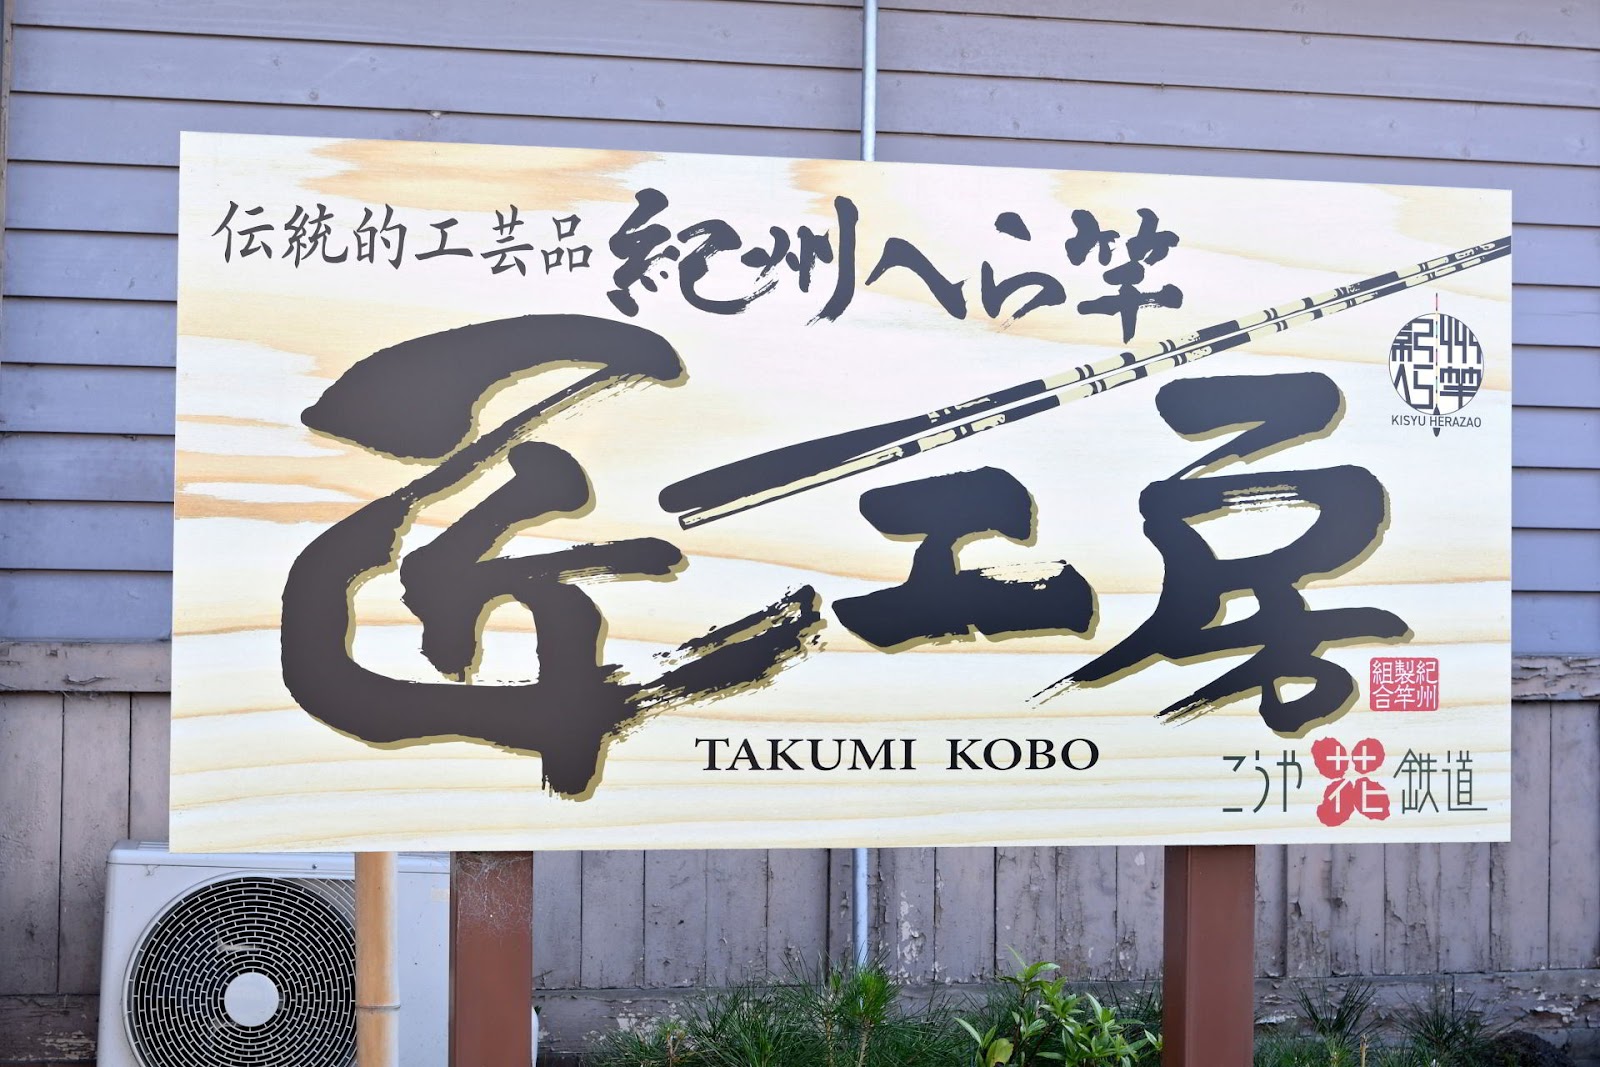 伝統的工芸品 紀州へら竿
匠工房
TAKUMI KOBO
紀州へら竿
KISYU HERAZAO
紀州
製竿
組合
こうや花鉄道